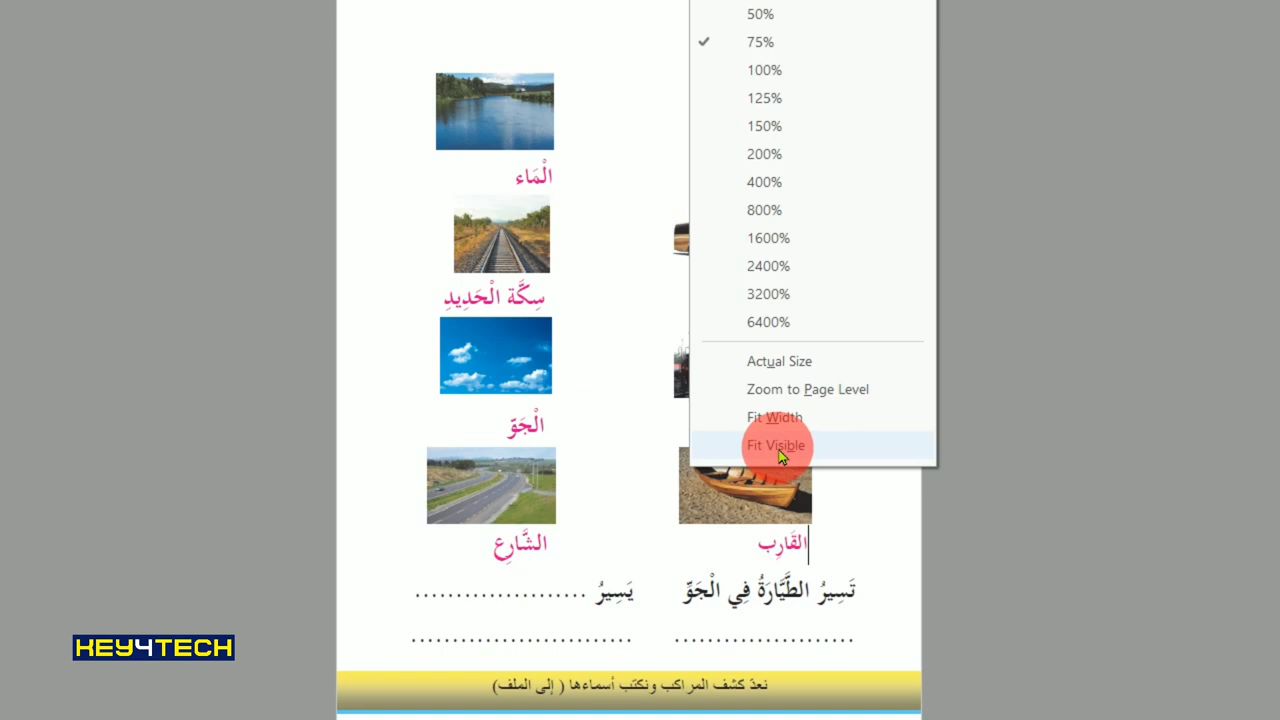 50%
75%
100%
125%
150%
200%
400%
800%
1600%
2400%
3200%
6400%
Actual Size
Zoom to Page Level
Fit Width
Fit Visible
الْمَاء
سِكَّة الْحَدِيدِ
الْجَوّ
القَارِب
الشَّارِع
تَسِيرُ الطَّيَّارَةُ فِي الْجَوِّ
يَسِيرُ .....................
......................
...........................
نعدّ كشف المراكب ونكتب أسماءها ( إلى الملف)
KEY4TECH